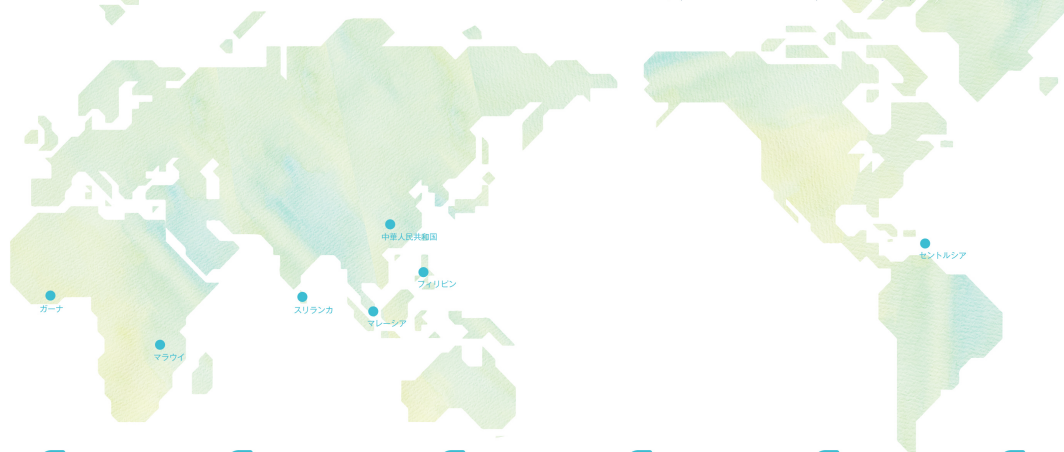 中華人民共和国
セントルシア
フィリピン
ガーナ
スリランカ
マレーシア
マラウイ